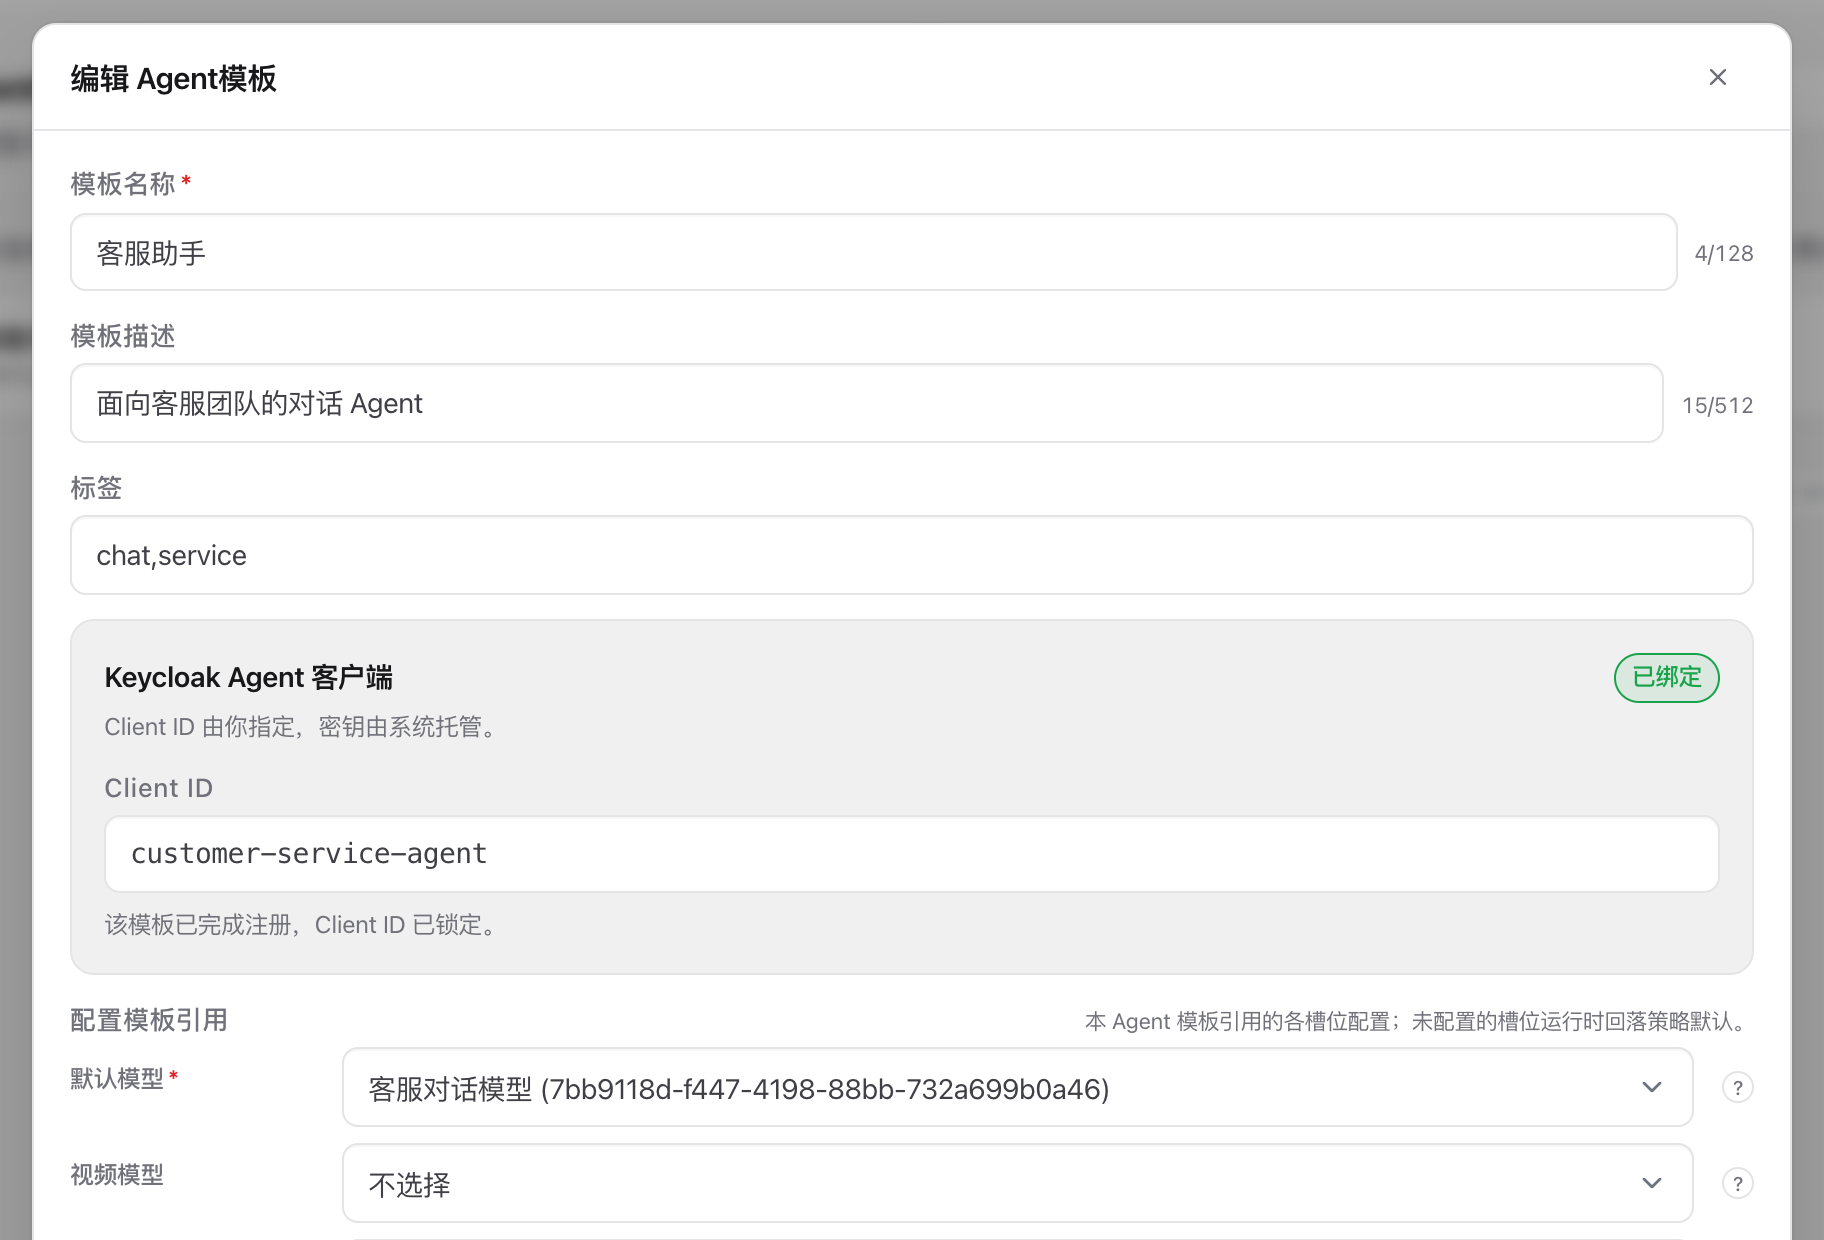 编辑 Agent模板
模板名称*
客服助手
4/128
模板描述
面向客服团队的对话 Agent
15/512
标签
chat,service
Keycloak Agent 客户端
已绑定
Client ID 由你指定，密钥由系统托管。
Client ID
customer-service-agent
该模板已完成注册，Client ID 已锁定。
配置模板引用
本 Agent 模板引用的各槽位配置；未配置的槽位运行时回落策略默认。
默认模型*
客服对话模型 (7bb9118d-f447-4198-88bb-732a699b0a46)
?
视频模型
不选择
?